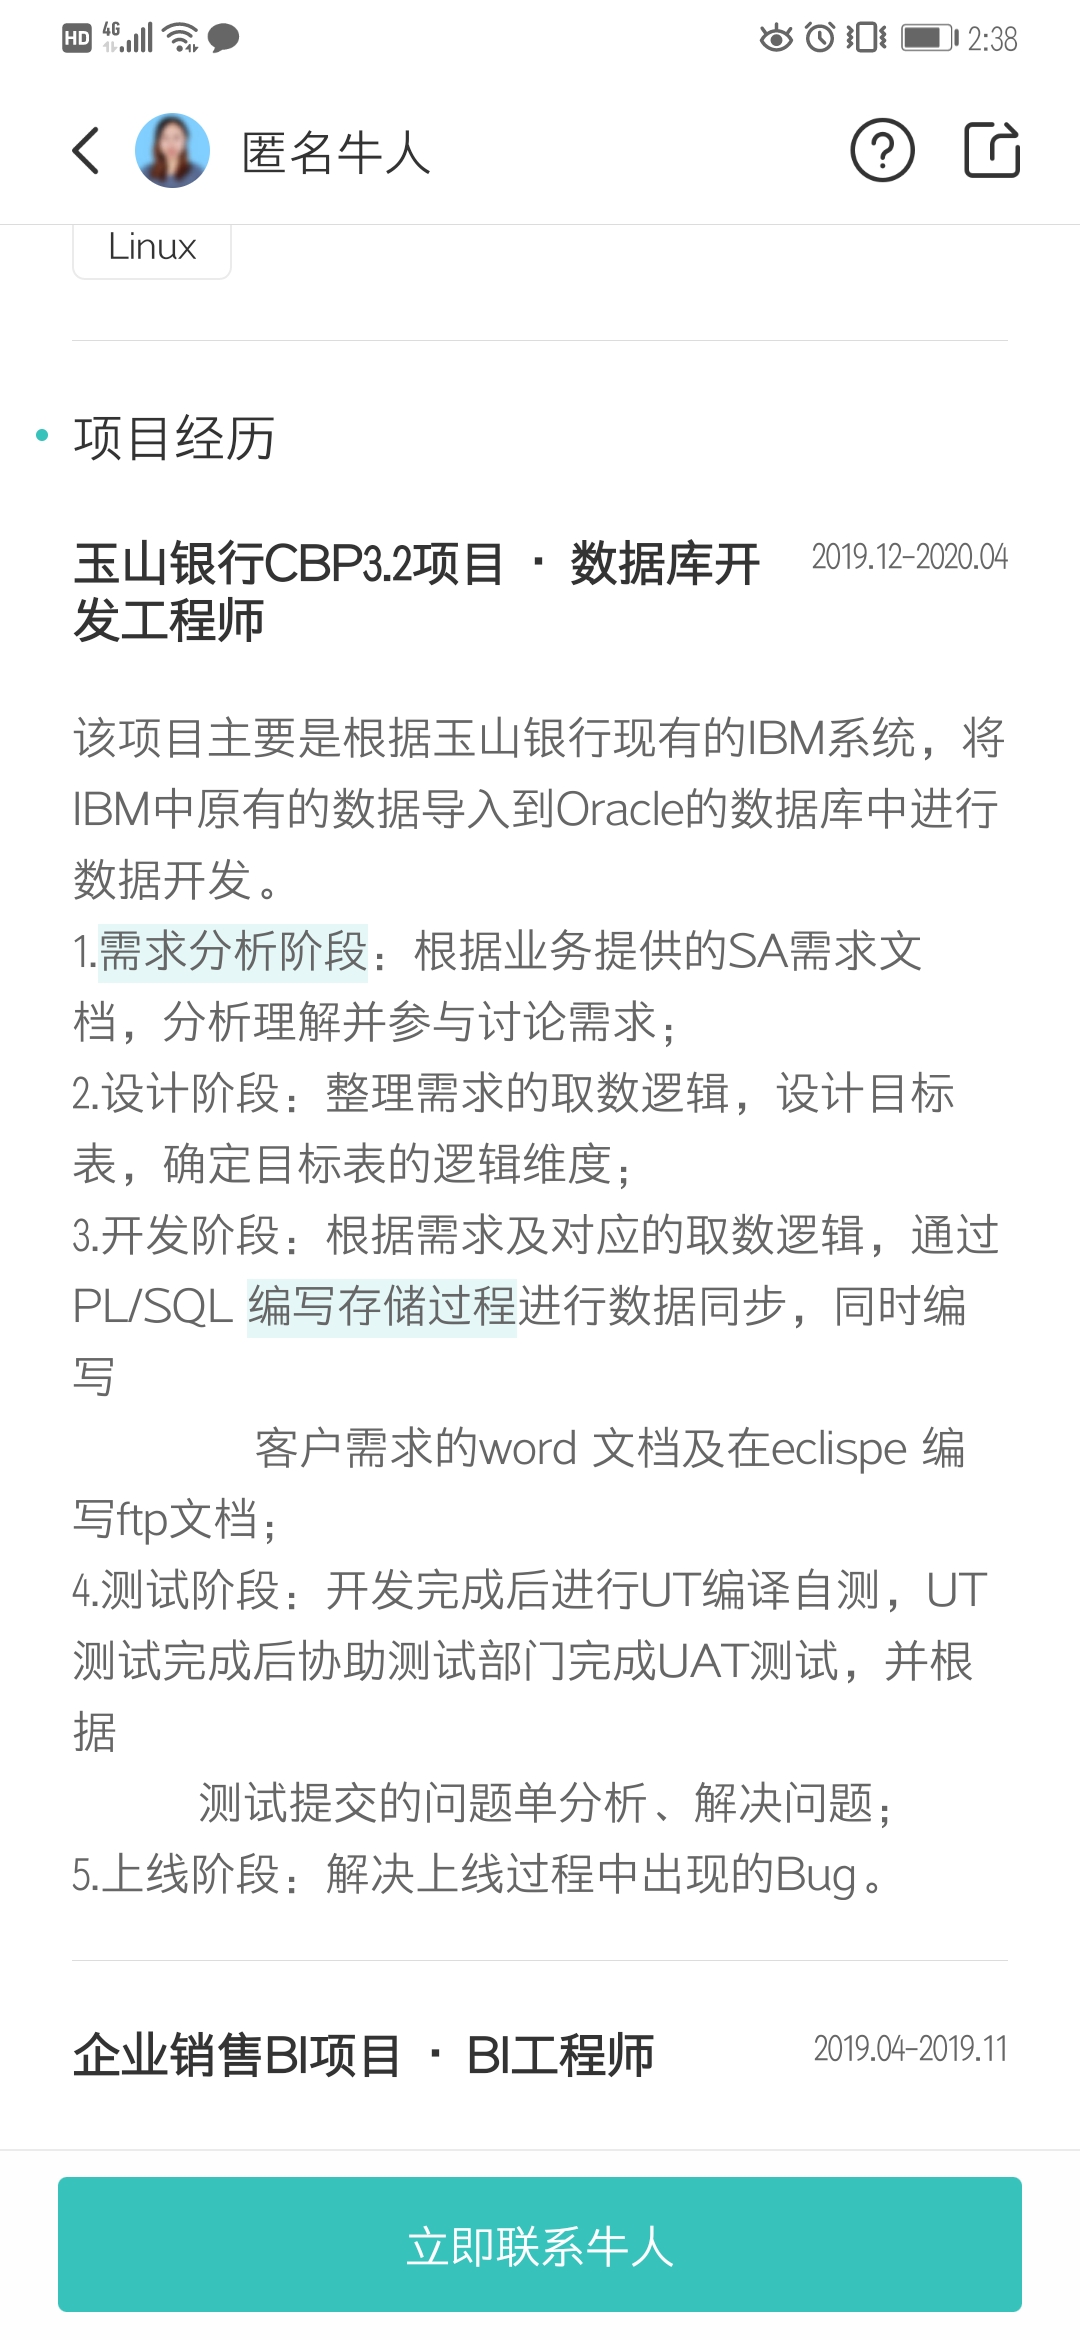 HD 4G 2:38
匿名牛人
Linux
项目经历
玉山银行CBP3.2项目 · 数据库开 2019.12-2020.04
发工程师
该项目主要是根据玉山银行现有的IBM系统，将
IBM中原有的数据导入到Oracle的数据库中进行
数据开发。
1.需求分析阶段：根据业务提供的SA需求文
档，分析理解并参与讨论需求；
2.设计阶段：整理需求的取数逻辑，设计目标
表，确定目标表的逻辑维度；
3.开发阶段：根据需求及对应的取数逻辑，通过
PL/SQL 编写存储过程进行数据同步，同时编
写
客户需求的word 文档及在eclispe 编
写ftp文档；
4.测试阶段：开发完成后进行UT编译自测，UT
测试完成后协助测试部门完成UAT测试，并根
据
测试提交的问题单分析、解决问题；
5.上线阶段：解决上线过程中出现的Bug。
企业销售BI项目 · BI工程师 2019.04-2019.11
立即联系牛人